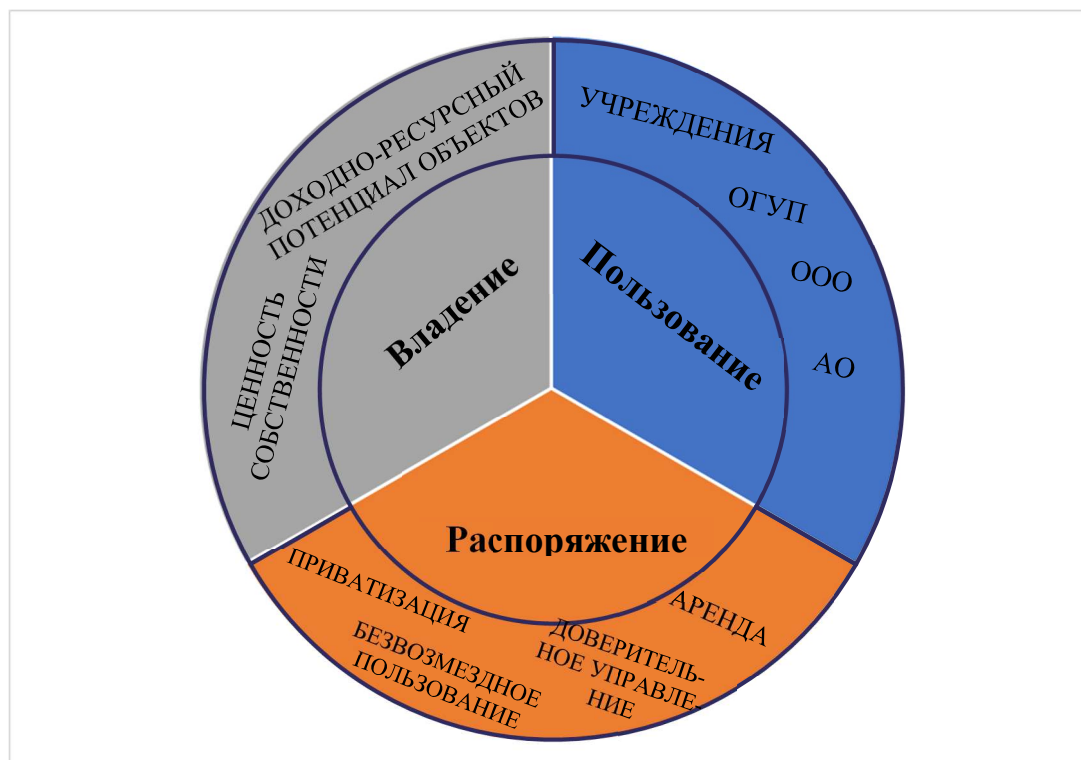 ДОХОДНО-РЕСУРСНЫЙ
ПОТЕНЦИАЛ ОБЪЕКТОВ
ЦЕННОСТЬ
СОБСТВЕННОСТИ
Владение
УЧРЕЖДЕНИЯ
ОГУП
ООО
АО
Пользование
Распоряжение
ПРИВАТИЗАЦИЯ
БЕЗВОЗМЕЗДНОЕ
ПОЛЬЗОВАНИЕ
ДОВЕРИТЕЛЬ-
НОЕ УПРАВЛЕ-
НИЕ
АРЕНДА